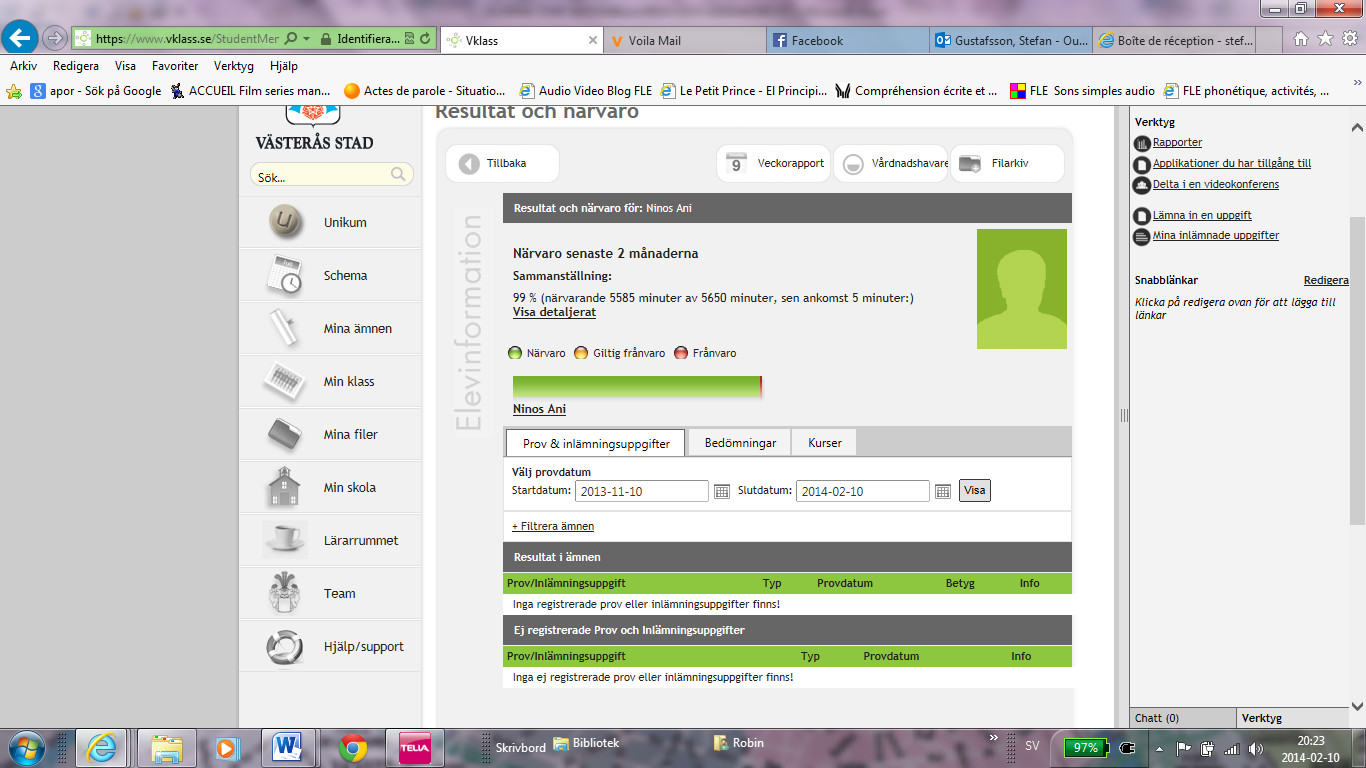 https://www.vklass.se/StudentMer
Identifiera...
Vklass
Voila Mail
Facebook
Gustafsson, Stefan - Ou...
Boîte de réception - stef...
Arkiv Redigera Visa Favoriter Verktyg Hjälp
apor - Sök på Google
ACCUEIL Film series man...
Actes de parole - Situatio...
Audio Video Blog FLE
Le Petit Prince - El Principi...
Compréhension écrite et ...
FLE Sons simples audio
FLE phonétique, activités, ...
VÄSTERÅS STAD
Sök...
Unikum
Schema
Mina ämnen
Min klass
Mina filer
Min skola
Lärarrummet
Team
Hjälp/support
Resultat och närvaro
Tillbaka
9 Veckorapport
Vårdnadshavare
Filarkiv
Elevinformation
Resultat och närvaro för: Ninos Ani
Närvaro senaste 2 månaderna
Sammanställning:
99 % (närvarande 5585 minuter av 5650 minuter, sen ankomst 5 minuter:)
Visa detaljerat
Närvaro Giltig frånvaro Frånvaro
Ninos Ani
Prov & inlämningsuppgifter Bedömningar Kurser
Välj provdatum
Startdatum: 2013-11-10 Slutdatum: 2014-02-10 Visa
+ Filtrera ämnen
Resultat i ämnen
Prov/Inlämningsuppgift Typ Provdatum Betyg Info
Inga registrerade prov eller inlämningsuppgifter finns!
Ej registrerade Prov och Inlämningsuppgifter
Prov/Inlämningsuppgift Typ Provdatum Info
Inga ej registrerade prov eller inlämningsuppgifter finns!
Verktyg
Rapporter
Applikationer du har tillgång till
Delta i en videokonferens
Lämna in en uppgift
Mina inlämnade uppgifter
Snabblänkar Redigera
Klicka på redigera ovan för att lägga till
länkar
Chatt (0) Verktyg
TELIA
Skrivbord
Bibliotek
Robin
SV
97%
20:23
2014-02-10